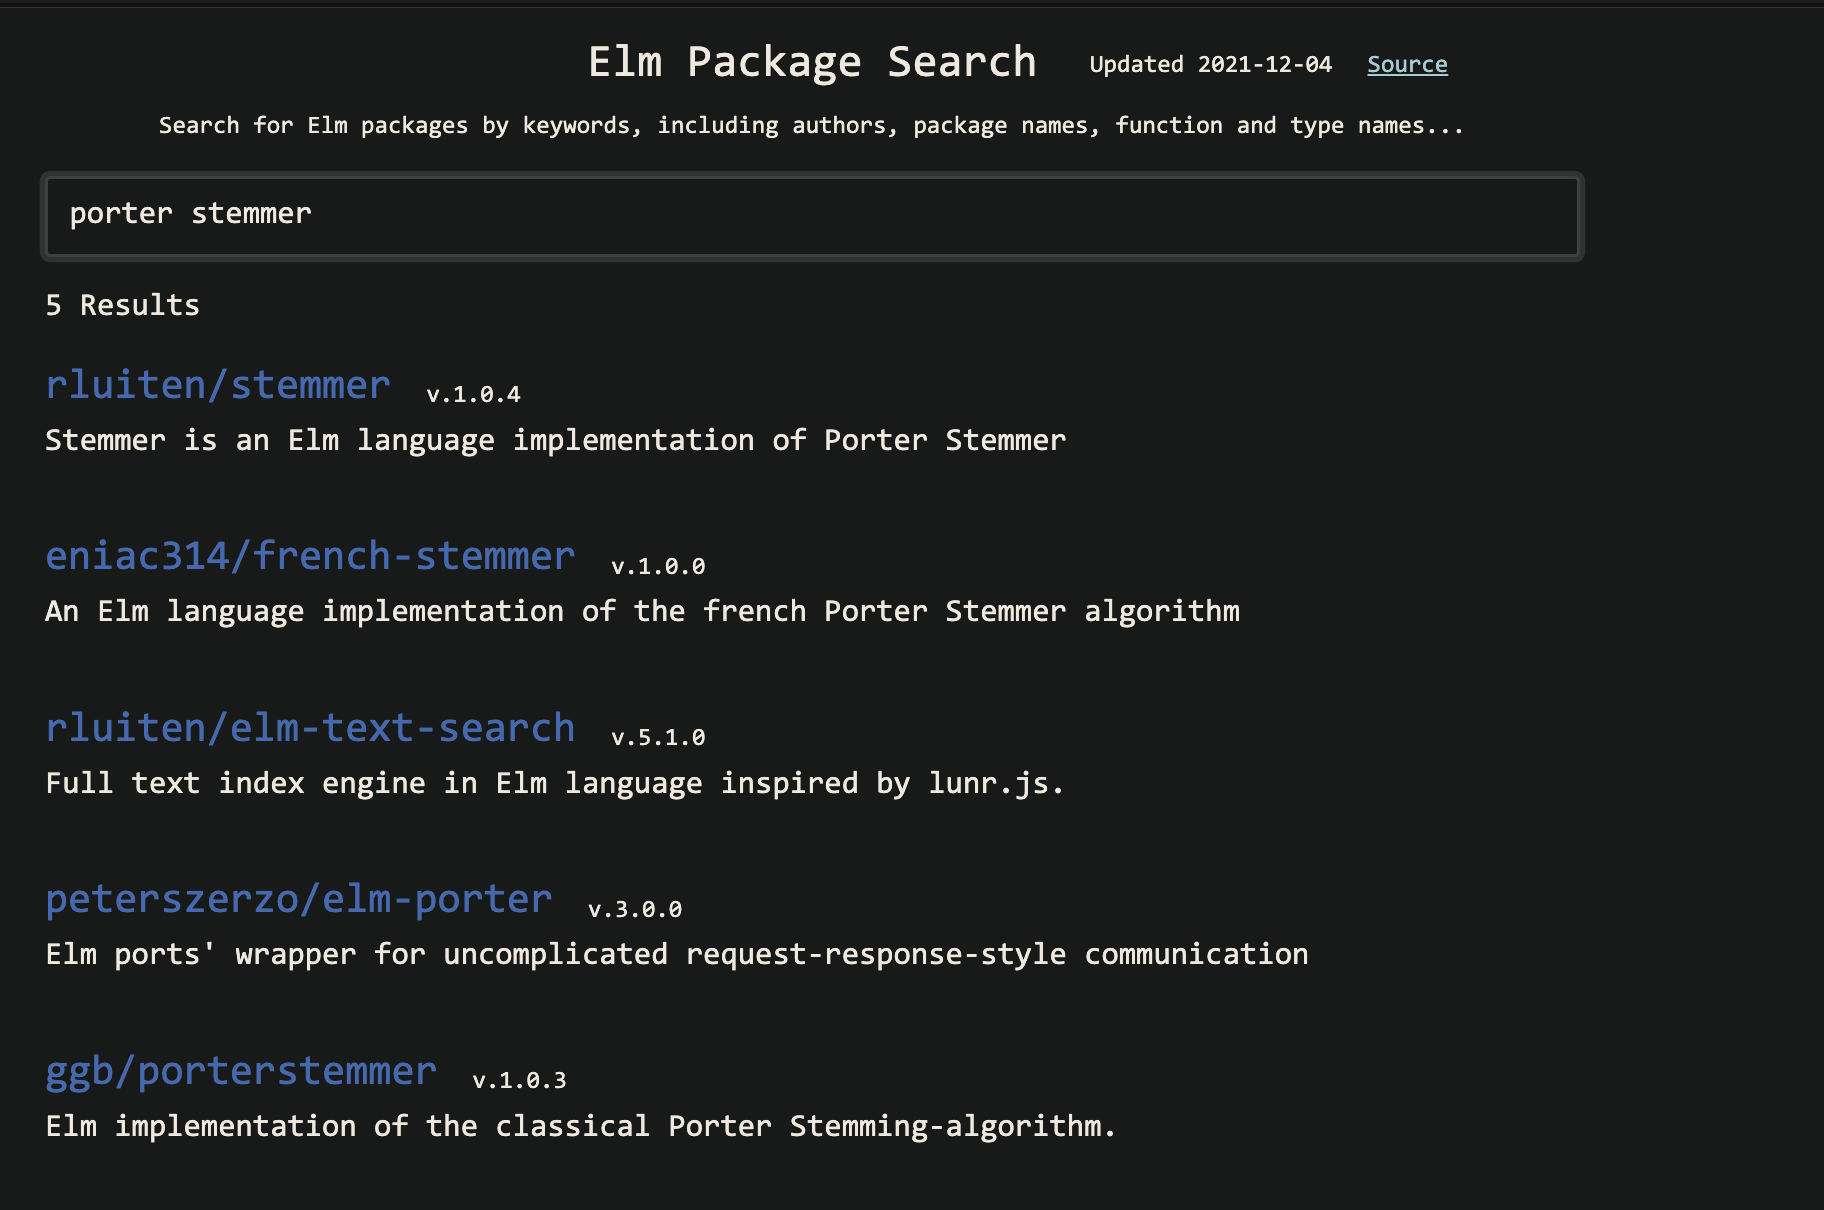 Elm Package Search Updated 2021-12-04 Source
Search for Elm packages by keywords, including authors, package names, function and type names...
porter stemmer
5 Results
rluiten/stemmer v.1.0.4
Stemmer is an Elm language implementation of Porter Stemmer
eniac314/french-stemmer v.1.0.0
An Elm language implementation of the french Porter Stemmer algorithm
rluiten/elm-text-search v.5.1.0
Full text index engine in Elm language inspired by lunr.js.
peterszerzo/elm-porter v.3.0.0
Elm ports' wrapper for uncomplicated request-response-style communication
ggb/porterstemmer v.1.0.3
Elm implementation of the classical Porter Stemming-algorithm.